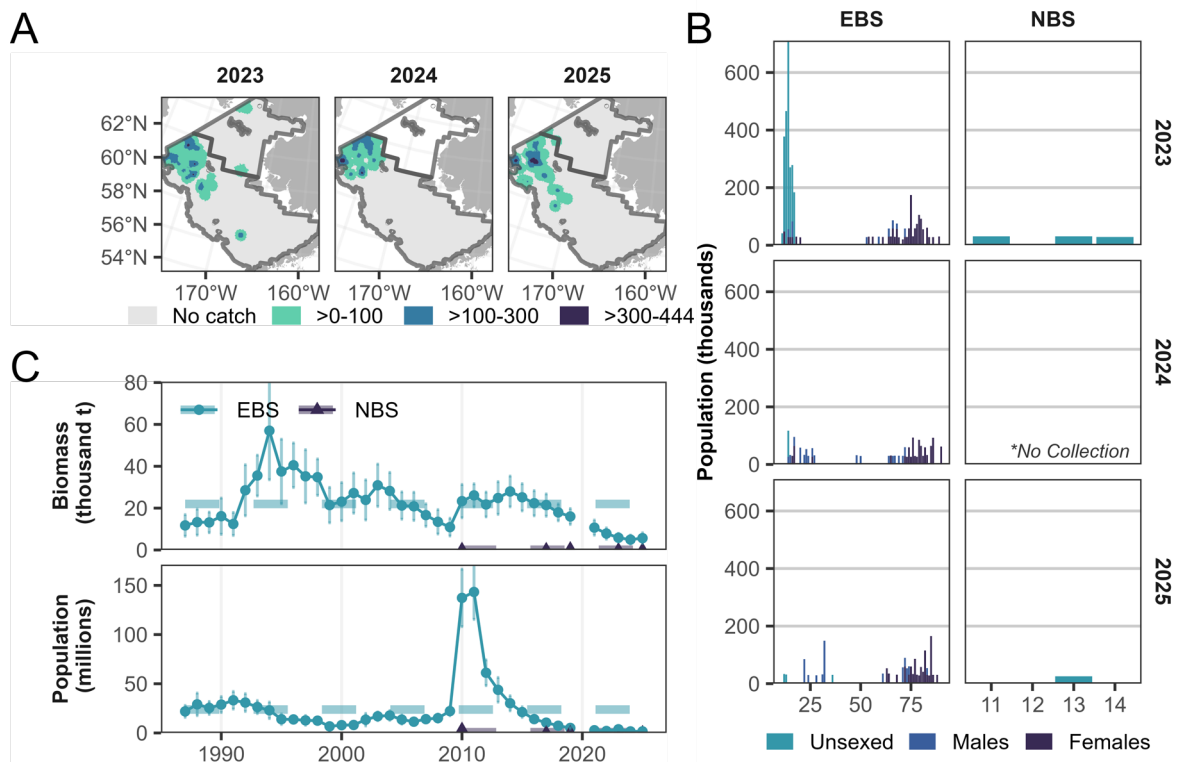 A
2023 2024 2025
62°N
60°N
58°N
56°N
54°N
170°W 160°W 170°W 160°W 170°W 160°W
No catch >0-100 >100-300 >300-444
B
EBS NBS
Population (thousands)
600
400
200
0
2023
600
400
200
0
*No Collection
2024
600
400
200
0
2025
25 50 75 11 12 13 14
Unsexed Males Females
C
EBS NBS
Biomass
(thousand t)
80
60
40
20
0
Population
(millions)
150
100
50
0
1990 2000 2010 2020